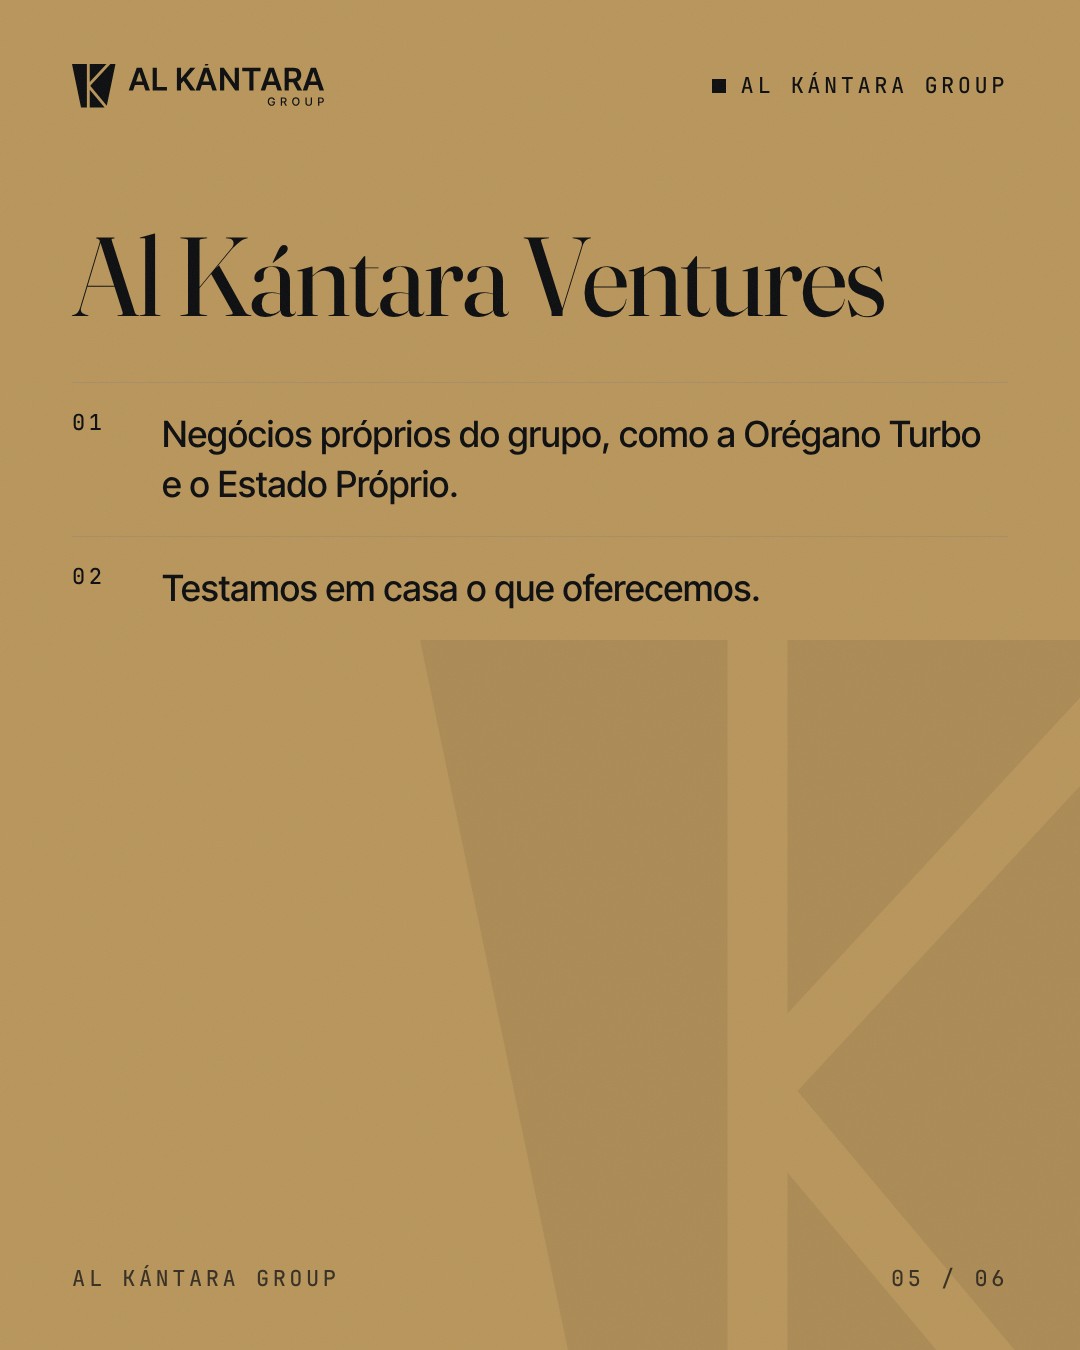 AL KÁNTARA
GROUP
AL KÁNTARA GROUP
Al Kántara Ventures
01
Negócios próprios do grupo, como a Orégano Turbo
e o Estado Próprio.
02
Testamos em casa o que oferecemos.
AL KÁNTARA GROUP
05 / 06